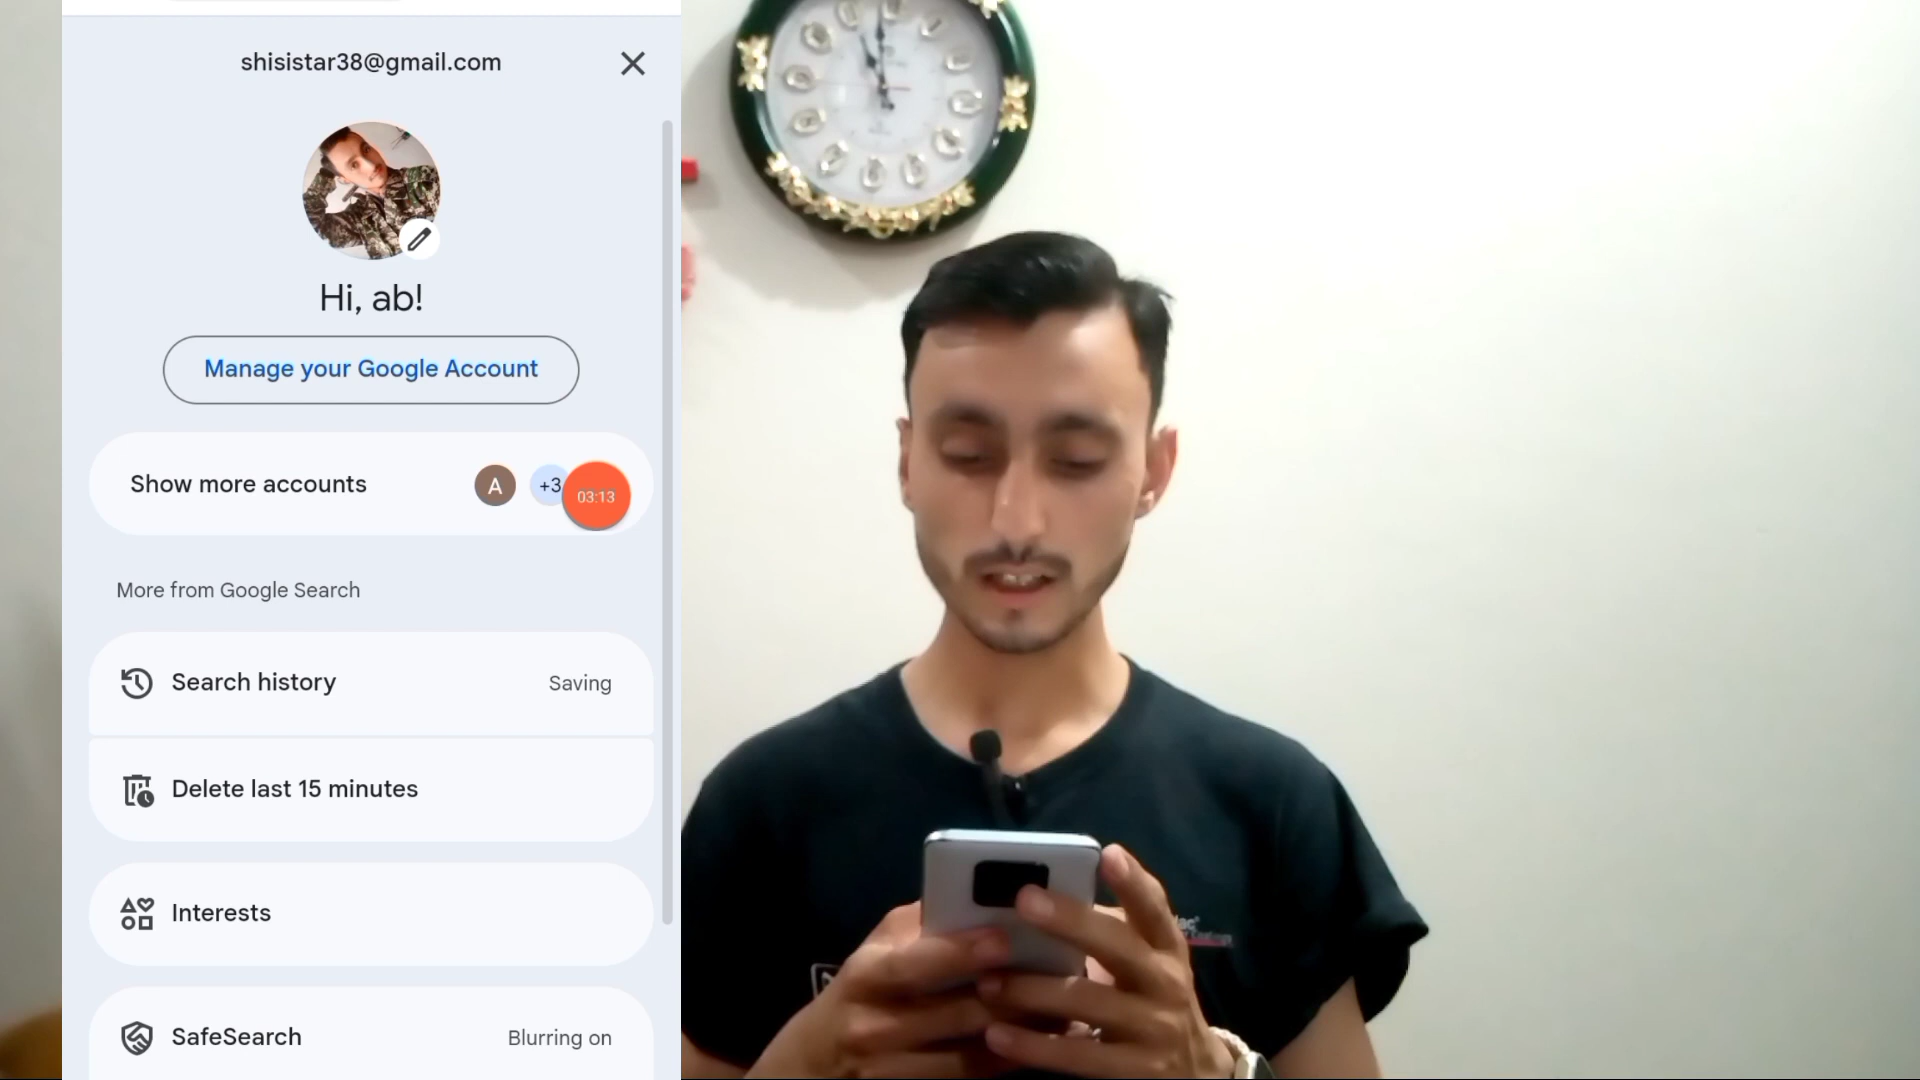 shisistar38@gmail.com
Hi, ab!
Manage your Google Account
Show more accounts
A
+3
03:13
More from Google Search
Search history
Saving
Delete last 15 minutes
Interests
SafeSearch
Blurring on